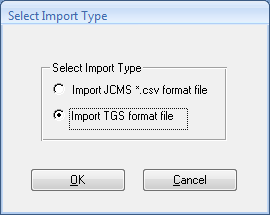 Select Import Type
Select Import Type
Import JCMS *.csv format file
Import TGS format file
OK
Cancel